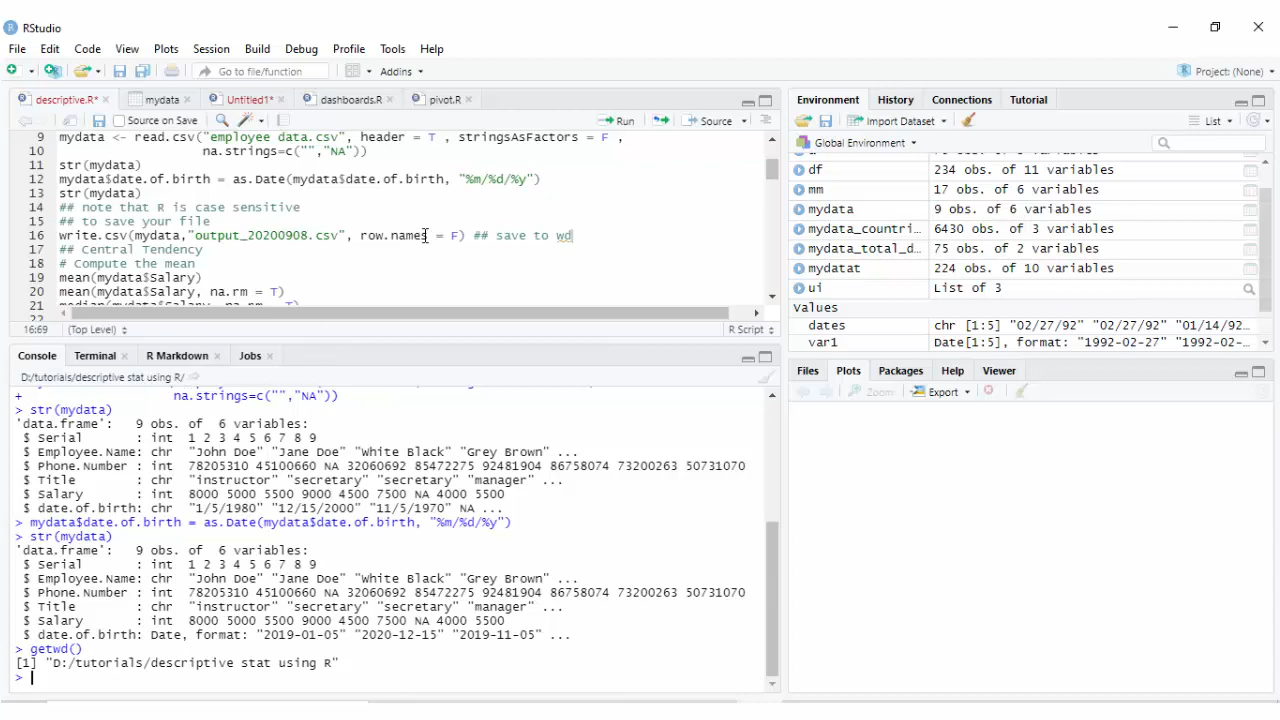 RStudio
File Edit Code View Plots Session Build Debug Profile Tools Help
Go to file/function Addins Project: (None)
descriptive.R* mydata Untitled1* dashboards.R pivot.R
Source on Save Run Source
9 mydata <- read.csv("employee data.csv", header = T , stringsAsFactors = F ,
10 na.strings=c("","NA"))
11 str(mydata)
12 mydata$date.of.birth = as.Date(mydata$date.of.birth, "%m/%d/%y")
13 str(mydata)
14 ## note that R is case sensitive
15 ## to save your file
16 write.csv(mydata,"output_20200908.csv", row.names = F) ## save to wd
17 ## Central Tendency
18 # Compute the mean
19 mean(mydata$Salary)
20 mean(mydata$Salary, na.rm = T)
21 median(mydata$Salary, na.rm = T)
22
16:69 (Top Level) R Script
Console Terminal R Markdown Jobs
D:/tutorials/descriptive stat using R/
+ na.strings=c("","NA"))
> str(mydata)
'data.frame': 9 obs. of 6 variables:
$ Serial : int 1 2 3 4 5 6 7 8 9
$ Employee.Name: chr "John Doe" "Jane Doe" "White Black" "Grey Brown" ...
$ Phone.Number : int 78205310 45100660 NA 32060692 85472275 92481904 86758074 73200263 50731070
$ Title : chr "instructor" "secretary" "secretary" "manager" ...
$ Salary : int 8000 5000 5500 9000 4500 7500 NA 4000 5500
$ date.of.birth: chr "1/5/1980" "12/15/2000" "11/5/1970" NA ...
> mydata$date.of.birth = as.Date(mydata$date.of.birth, "%m/%d/%y")
> str(mydata)
'data.frame': 9 obs. of 6 variables:
$ Serial : int 1 2 3 4 5 6 7 8 9
$ Employee.Name: chr "John Doe" "Jane Doe" "White Black" "Grey Brown" ...
$ Phone.Number : int 78205310 45100660 NA 32060692 85472275 92481904 86758074 73200263 50731070
$ Title : chr "instructor" "secretary" "secretary" "manager" ...
$ Salary : int 8000 5000 5500 9000 4500 7500 NA 4000 5500
$ date.of.birth: Date, format: "2019-01-05" "2020-12-15" "2019-11-05" ...
> getwd()
[1] "D:/tutorials/descriptive stat using R"
>
Environment History Connections Tutorial
Import Dataset List
Global Environment
df 234 obs. of 11 variables
mm 17 obs. of 6 variables
mydata 9 obs. of 6 variables
mydata_countri... 6430 obs. of 3 variables
mydata_total_d... 75 obs. of 2 variables
mydatat 224 obs. of 10 variables
ui List of 3
Values
dates chr [1:5] "02/27/92" "02/27/92" "01/14/92...
var1 Date[1:5], format: "1992-02-27" "1992-02-...
Files Plots Packages Help Viewer
Zoom Export